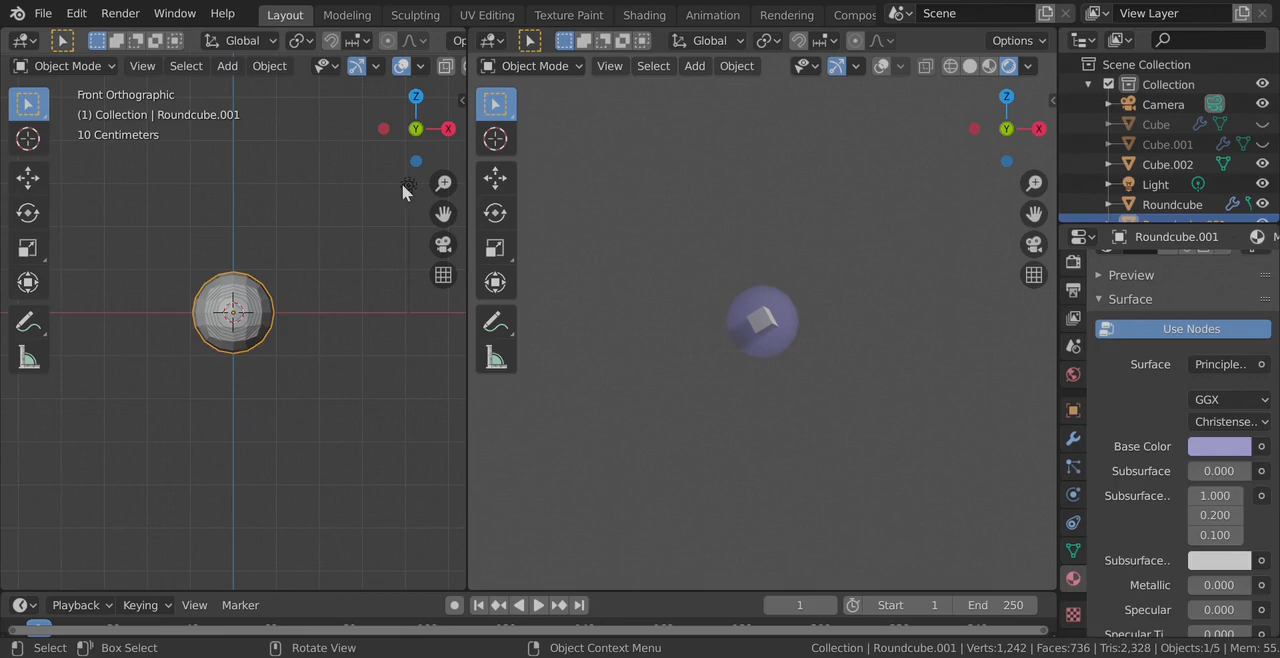 File Edit Render Window Help Layout Modeling Sculpting UV Editing Texture Paint Shading Animation Rendering Compos Scene View Layer
Global Op Global Options
Object Mode View Select Add Object Object Mode View Select Add Object
Front Orthographic
(1) Collection | Roundcube.001
10 Centimeters
Z
Y
X
Z
Y
X
Scene Collection
Collection
Camera
Cube
Cube.001
Cube.002
Light
Roundcube
Roundcube.001
Preview
Surface
Use Nodes
Surface Principle..
GGX
Christense..
Base Color
Subsurface 0.000
Subsurface.. 1.000
0.200
0.100
Subsurface..
Metallic 0.000
Specular 0.000
Specular Ti 0.000
Playback Keying View Marker 1 Start 1 End 250
Select Box Select Rotate View Object Context Menu Collection | Roundcube.001 | Verts:1,242 | Faces:736 | Tris:2,328 | Objects:1/5 | Mem: 55.